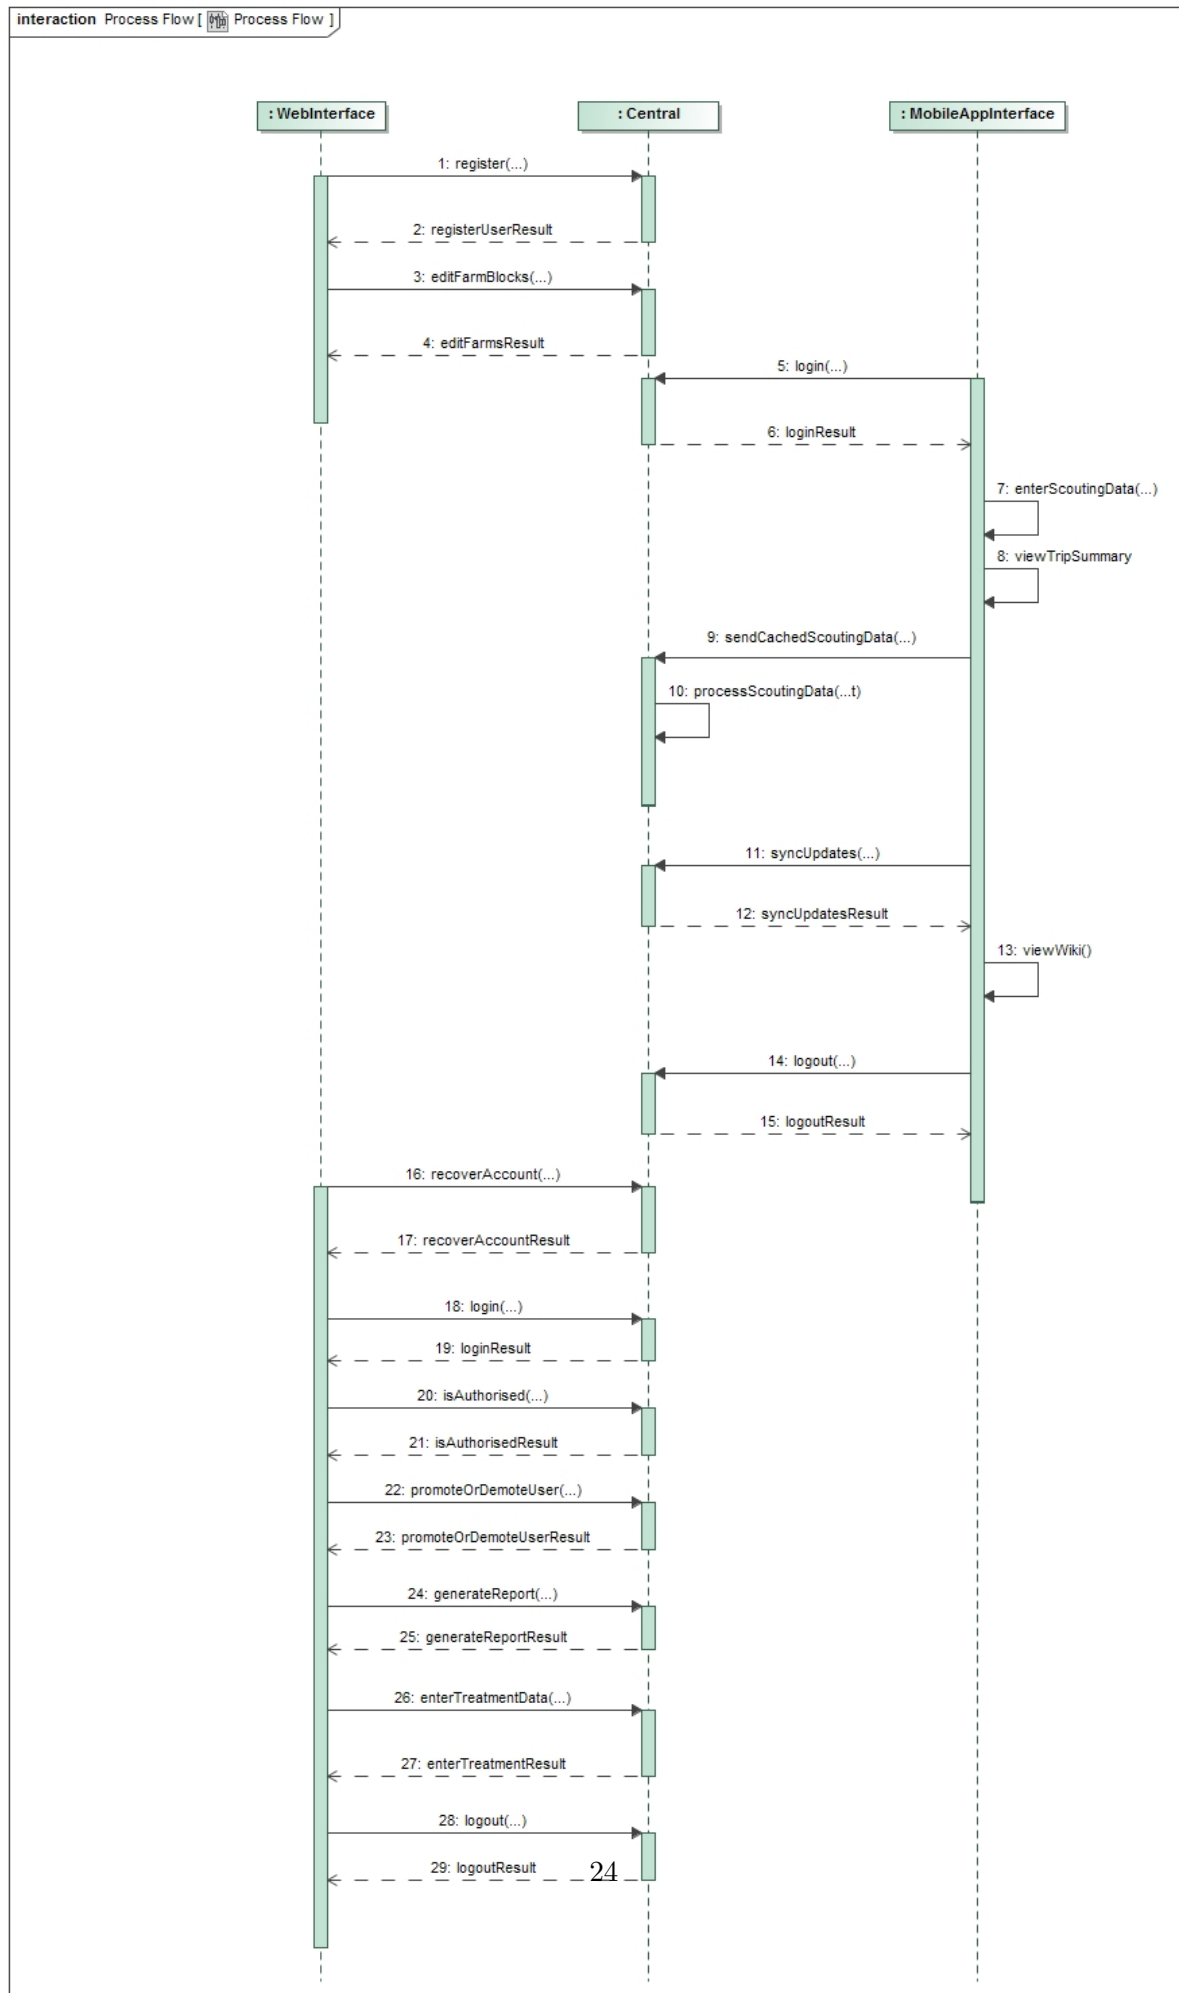 interaction Process Flow [ Process Flow ]
: WebInterface
: Central
: MobileAppInterface
1: register(...)
2: registerUserResult
3: editFarmBlocks(...)
4: editFarmsResult
5: login(...)
6: loginResult
7: enterScoutingData(...)
8: viewTripSummary
9: sendCachedScoutingData(...)
10: processScoutingData(...t)
11: syncUpdates(...)
12: syncUpdatesResult
13: viewWiki()
14: logout(...)
15: logoutResult
16: recoverAccount(...)
17: recoverAccountResult
18: login(...)
19: loginResult
20: isAuthorised(...)
21: isAuthorisedResult
22: promoteOrDemoteUser(...)
23: promoteOrDemoteUserResult
24: generateReport(...)
25: generateReportResult
26: enterTreatmentData(...)
27: enterTreatmentResult
28: logout(...)
29: logoutResult
24